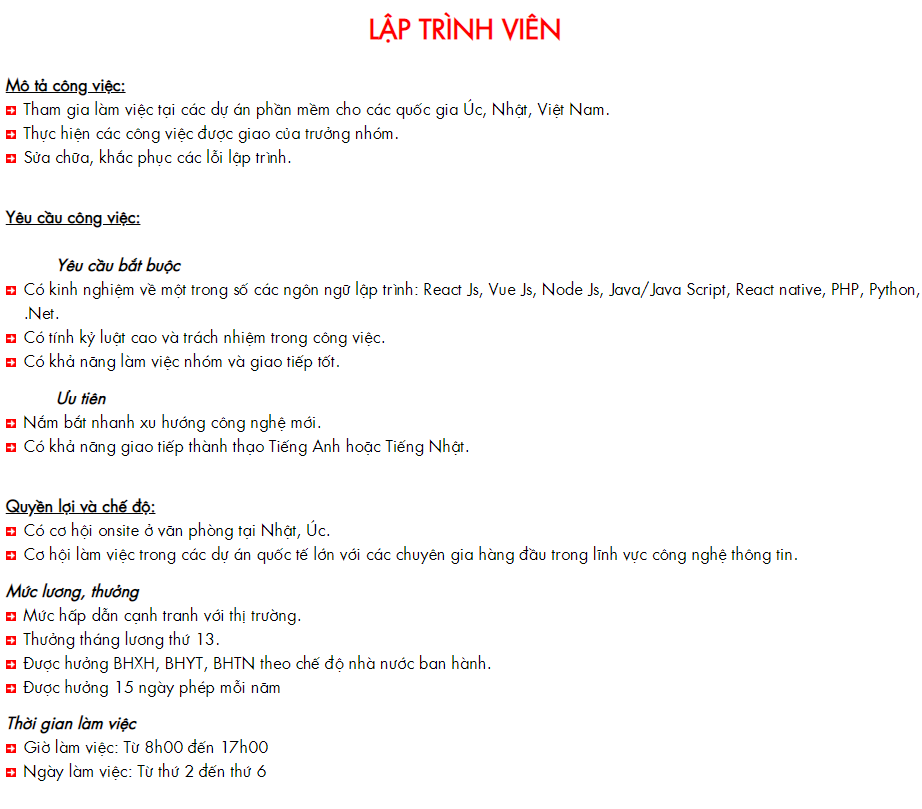 LẬP TRÌNH VIÊN
Mô tả công việc:
Tham gia làm việc tại các dự án phần mềm cho các quốc gia Úc, Nhật, Việt Nam.
Thực hiện các công việc được giao của trưởng nhóm.
Sửa chữa, khắc phục các lỗi lập trình.
Yêu cầu công việc:
Yêu cầu bắt buộc
Có kinh nghiệm về một trong số các ngôn ngữ lập trình: React Js, Vue Js, Node Js, Java/Java Script, React native, PHP, Python,
.Net.
Có tính kỷ luật cao và trách nhiệm trong công việc.
Có khả năng làm việc nhóm và giao tiếp tốt.
Ưu tiên
Nắm bắt nhanh xu hướng công nghệ mới.
Có khả năng giao tiếp thành thạo Tiếng Anh hoặc Tiếng Nhật.
Quyền lợi và chế độ:
Có cơ hội onsite ở văn phòng tại Nhật, Úc.
Cơ hội làm việc trong các dự án quốc tế lớn với các chuyên gia hàng đầu trong lĩnh vực công nghệ thông tin.
Mức lương, thưởng
Mức hấp dẫn cạnh tranh với thị trường.
Thưởng tháng lương thứ 13.
Được hưởng BHXH, BHYT, BHTN theo chế độ nhà nước ban hành.
Được hưởng 15 ngày phép mỗi năm
Thời gian làm việc
Giờ làm việc: Từ 8h00 đến 17h00
Ngày làm việc: Từ thứ 2 đến thứ 6